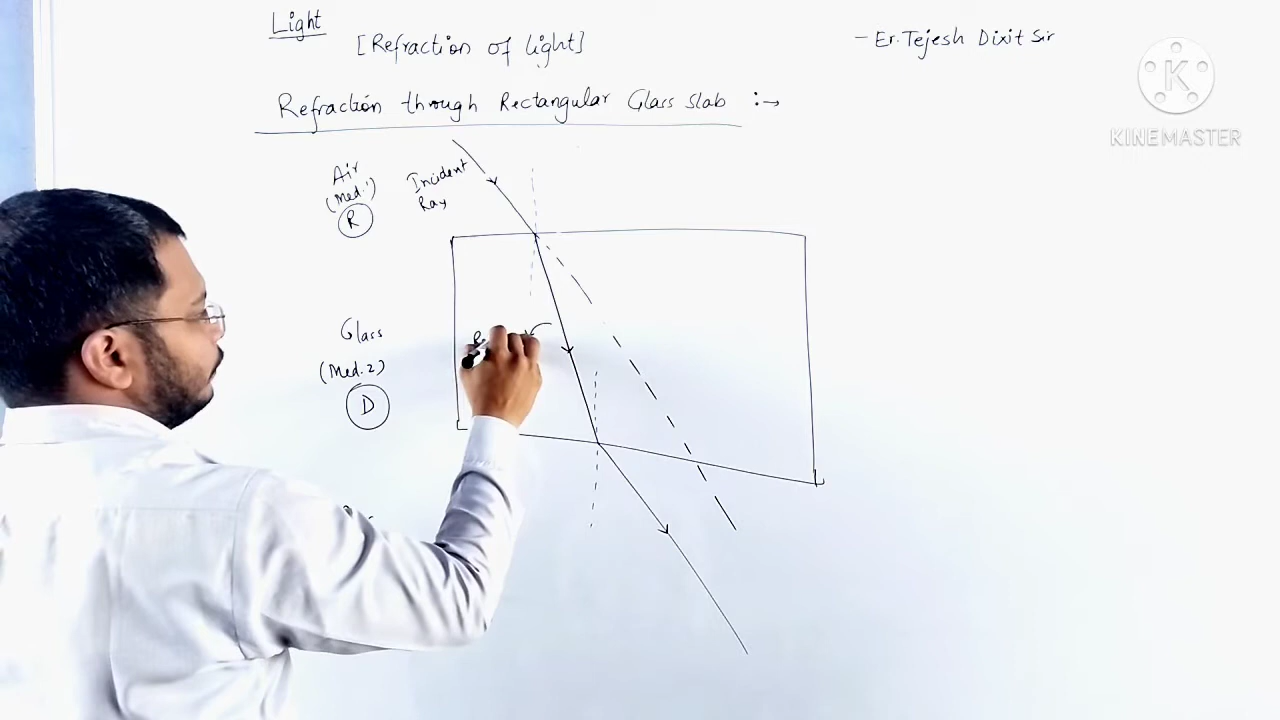 Light
[Refraction of light]
- Er. Tejesh Dixit Sir
K
KINEMASTER
Refraction through Rectangular Glass slab :→
Air
(Med.1)
R
Incident
Ray
Glass
(Med.2)
D